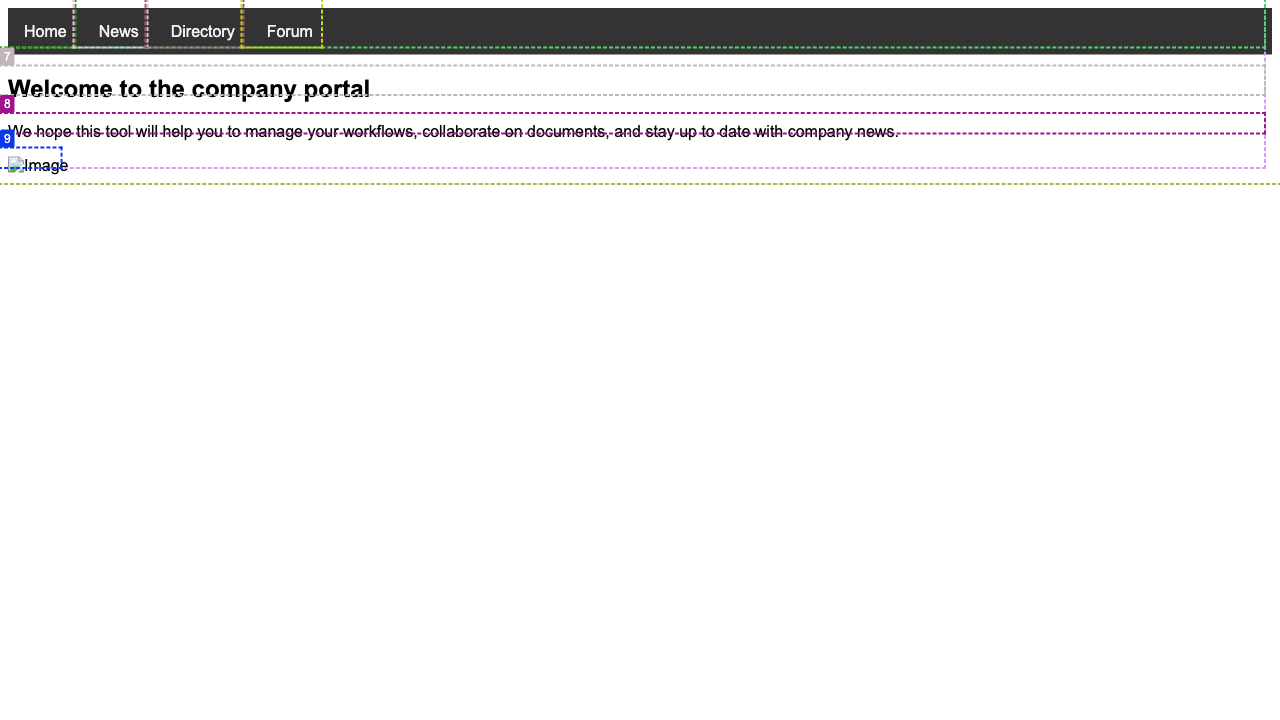 Home News Directory Forum
7
Welcome to the company portal
8
We hope this tool will help you to manage your workflows, collaborate on documents, and stay up to date with company news.
9
Image